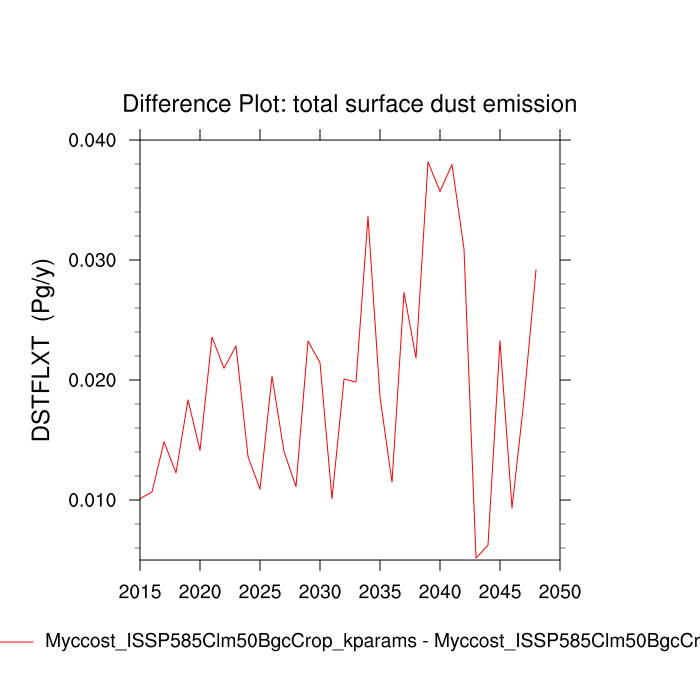 Difference Plot: total surface dust emission
0.040
0.030
0.020
0.010
DSTFLXT (Pg/y)
2015 2020 2025 2030 2035 2040 2045 2050
Myccost_ISSP585Clm50BgcCrop_kparams - Myccost_ISSP585Clm50BgcCr